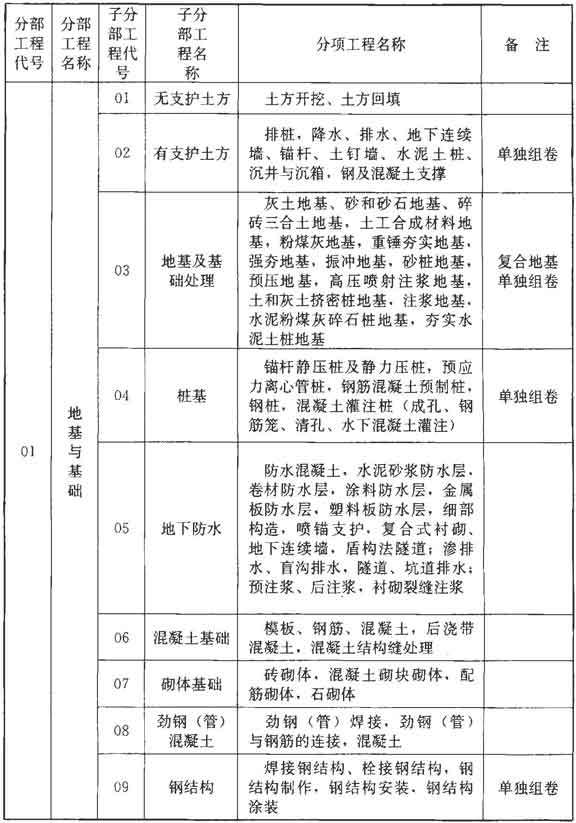 分部工程代号
分部工程名称
子分部工程代号
子分部工程名称
分项工程名称
备 注
01
地基与基础
01
无支护土方
土方开挖、土方回填
02
有支护土方
排桩，降水、排水、地下连续
墙、锚杆、土钉墙、水泥土桩、
沉井与沉箱，钢及混凝土支撑
单独组卷
03
地基及基
础处理
灰土地基、砂和砂石地基、碎
砖三合土地基，土工合成材料地
基，粉煤灰地基，重锤夯实地基，
强夯地基，振冲地基，砂桩地基，
预压地基，高压喷射注浆地基，
土和灰土挤密桩地基，注浆地基，
水泥粉煤灰碎石桩地基，夯实水
泥土桩地基
复合地基
单独组卷
04
桩基
锚杆静压桩及静力压桩，预应
力离心管桩，钢筋混凝土预制桩，
钢桩，混凝土灌注桩（成孔、钢
筋笼、清孔、水下混凝土灌注）
单独组卷
05
地下防水
防水混凝土，水泥砂浆防水层，
卷材防水层，涂料防水层，金属
板防水层，塑料板防水层，细部
构造，喷锚支护，复合式衬砌、
地下连续墙，盾构法隧道；渗排
水、盲沟排水，隧道、坑道排水；
预注浆、后注浆，衬砌裂缝注浆
06
混凝土基础
模板、钢筋、混凝土，后浇带
混凝土，混凝土结构缝处理
07
砌体基础
砖砌体，混凝土砌块砌体，配
筋砌体，石砌体
08
劲钢（管）
混凝土
劲钢（管）焊接，劲钢（管）
与钢筋的连接，混凝土
09
钢结构
焊接钢结构、栓接钢结构，钢
结构制作，钢结构安装，钢结构
涂装
单独组卷